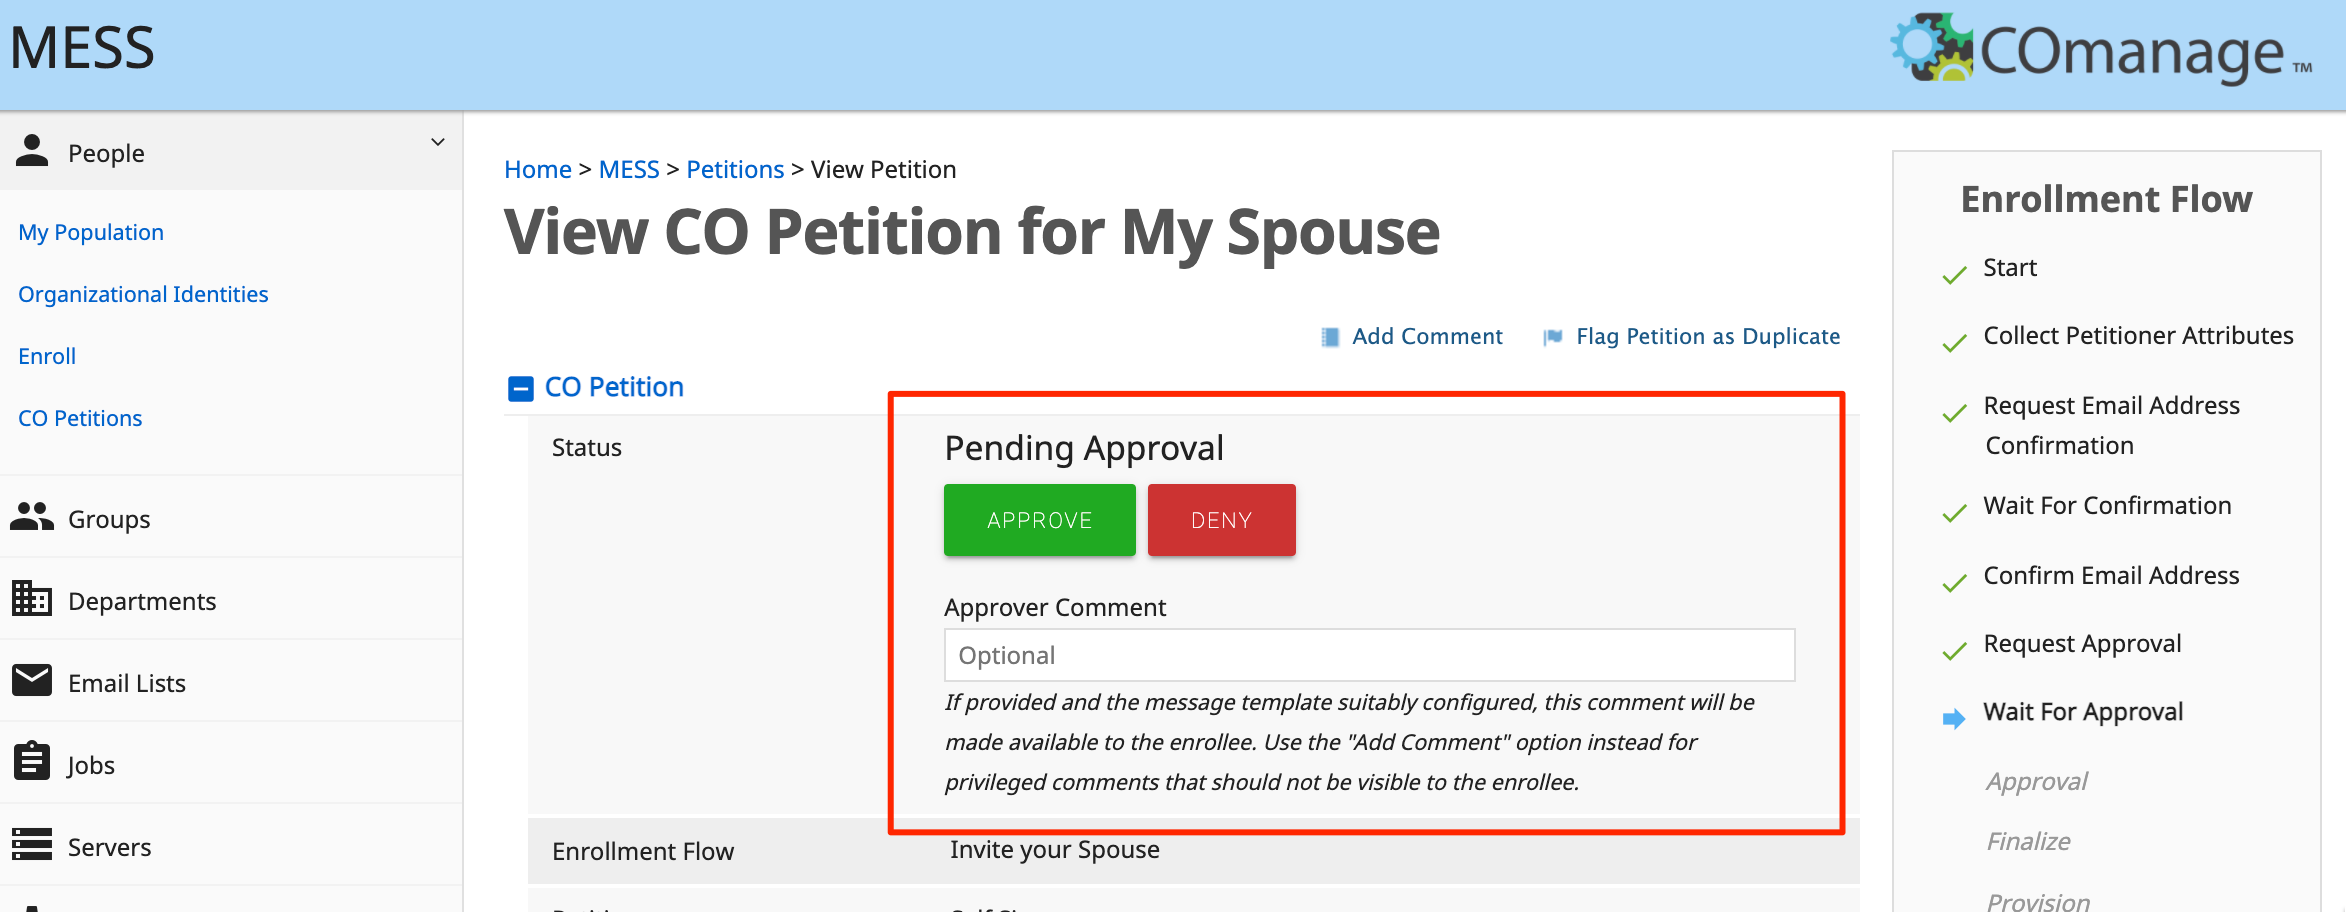 MESS
COmanage™
People
My Population
Organizational Identities
Enroll
CO Petitions
Groups
Departments
Email Lists
Jobs
Servers
Home > MESS > Petitions > View Petition
View CO Petition for My Spouse
Add Comment
Flag Petition as Duplicate
CO Petition
Status
Pending Approval
APPROVE
DENY
Approver Comment
Optional
If provided and the message template suitably configured, this comment will be
made available to the enrollee. Use the "Add Comment" option instead for
privileged comments that should not be visible to the enrollee.
Enrollment Flow
Invite your Spouse
Enrollment Flow
Start
Collect Petitioner Attributes
Request Email Address
Confirmation
Wait For Confirmation
Confirm Email Address
Request Approval
Wait For Approval
Approval
Finalize
Provision